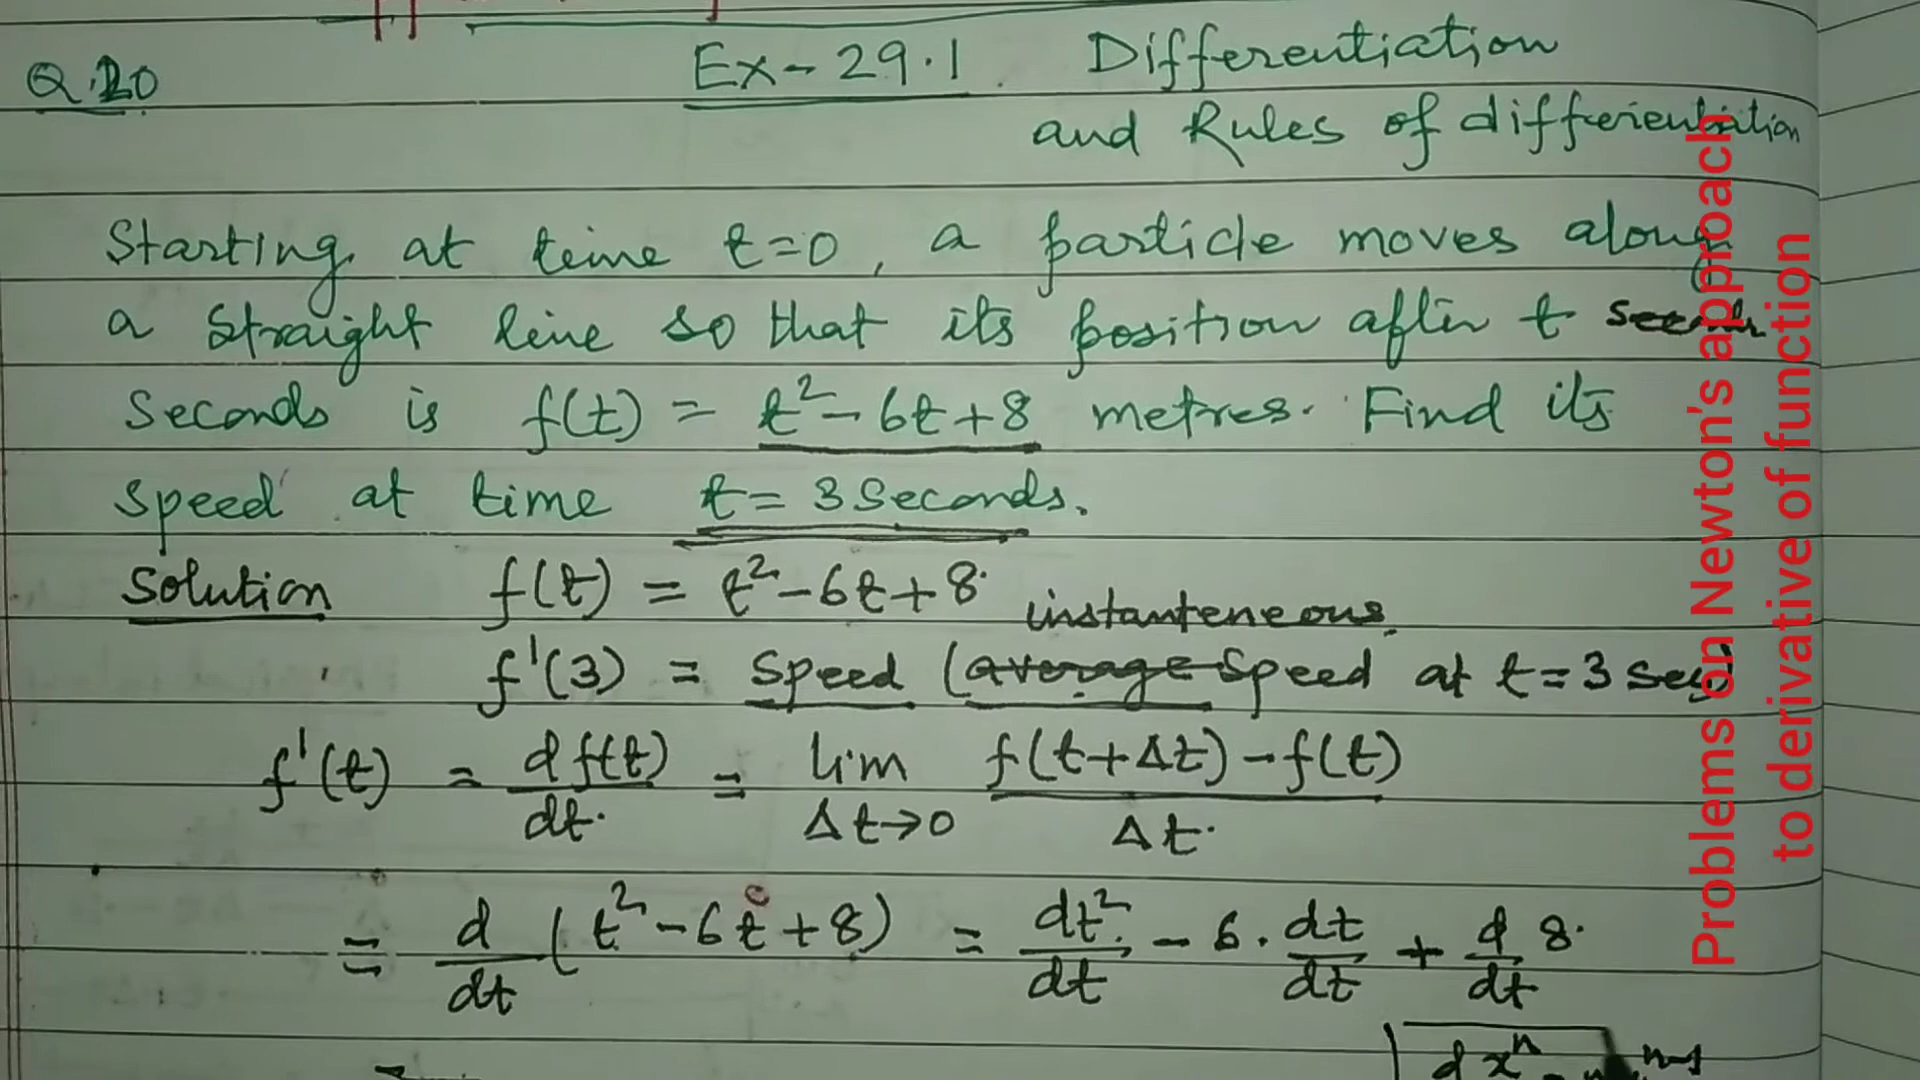 Q.20
Ex-29.1 Differentiation
and Rules of differientiation
Starting at time t=0, a particle moves along
a straight line so that its position after t
Seconds is f(t) = t²-6t+8 metres. Find its
speed at time t=3 Seconds.
Solution f(t) = t²-6t+8.
instanteneous
f'(3) = Speed (average Speed at t=3 sec)
f'(t) = df(t)/dt = lim Δt→0 f(t+Δt)-f(t)/Δt.
= d/dt (t²-6t+8) = dt²/dt - 6.dt/dt + d/dt 8.
dxⁿ
n-1
Problems on Newton's approach
to derivative of function